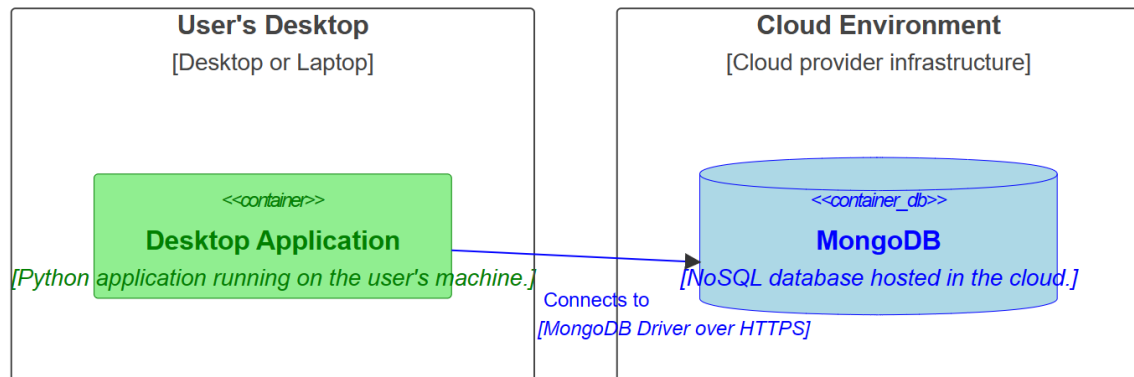 User's Desktop
[Desktop or Laptop]
<<container>>
Desktop Application
[Python application running on the user's machine.]
Connects to
[MongoDB Driver over HTTPS]
Cloud Environment
[Cloud provider infrastructure]
<<container_db>>
MongoDB
[NoSQL database hosted in the cloud.]